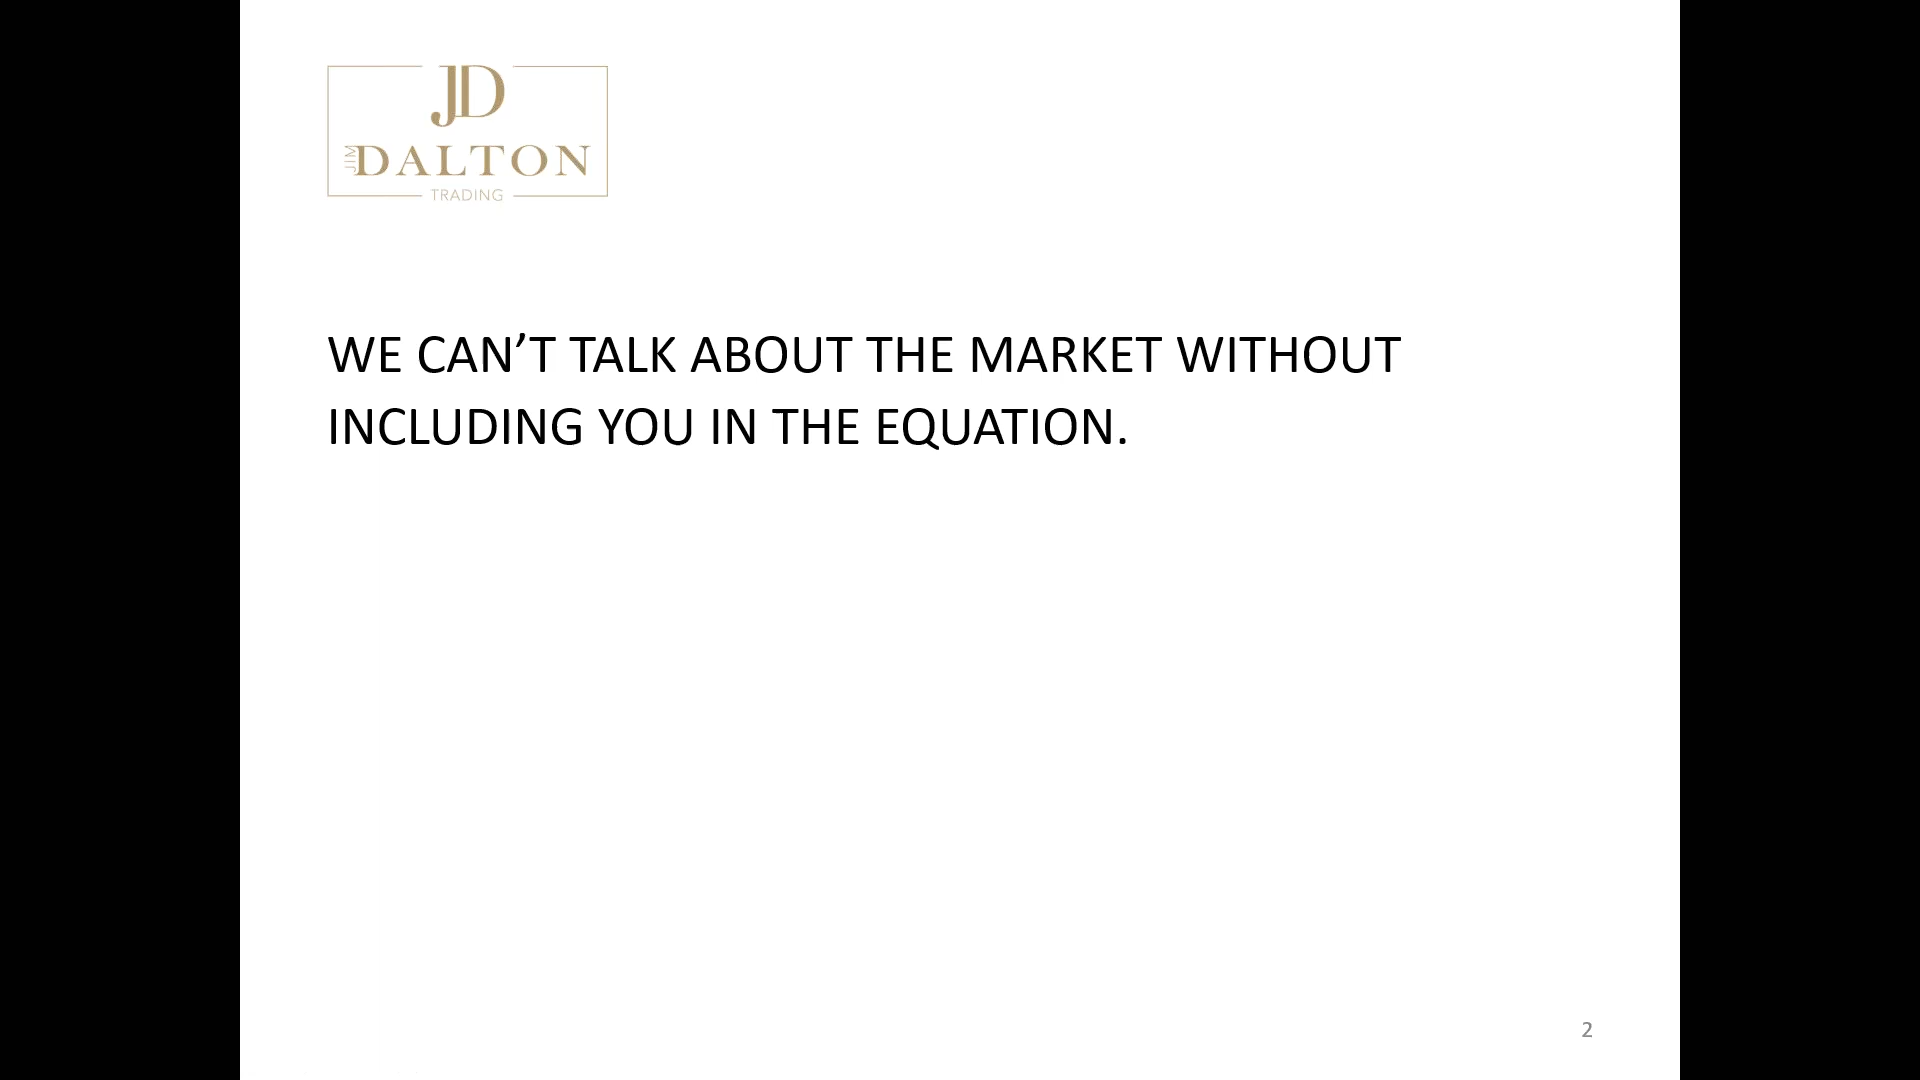 JD
JIM DALTON
TRADING
WE CAN’T TALK ABOUT THE MARKET WITHOUT
INCLUDING YOU IN THE EQUATION.
2